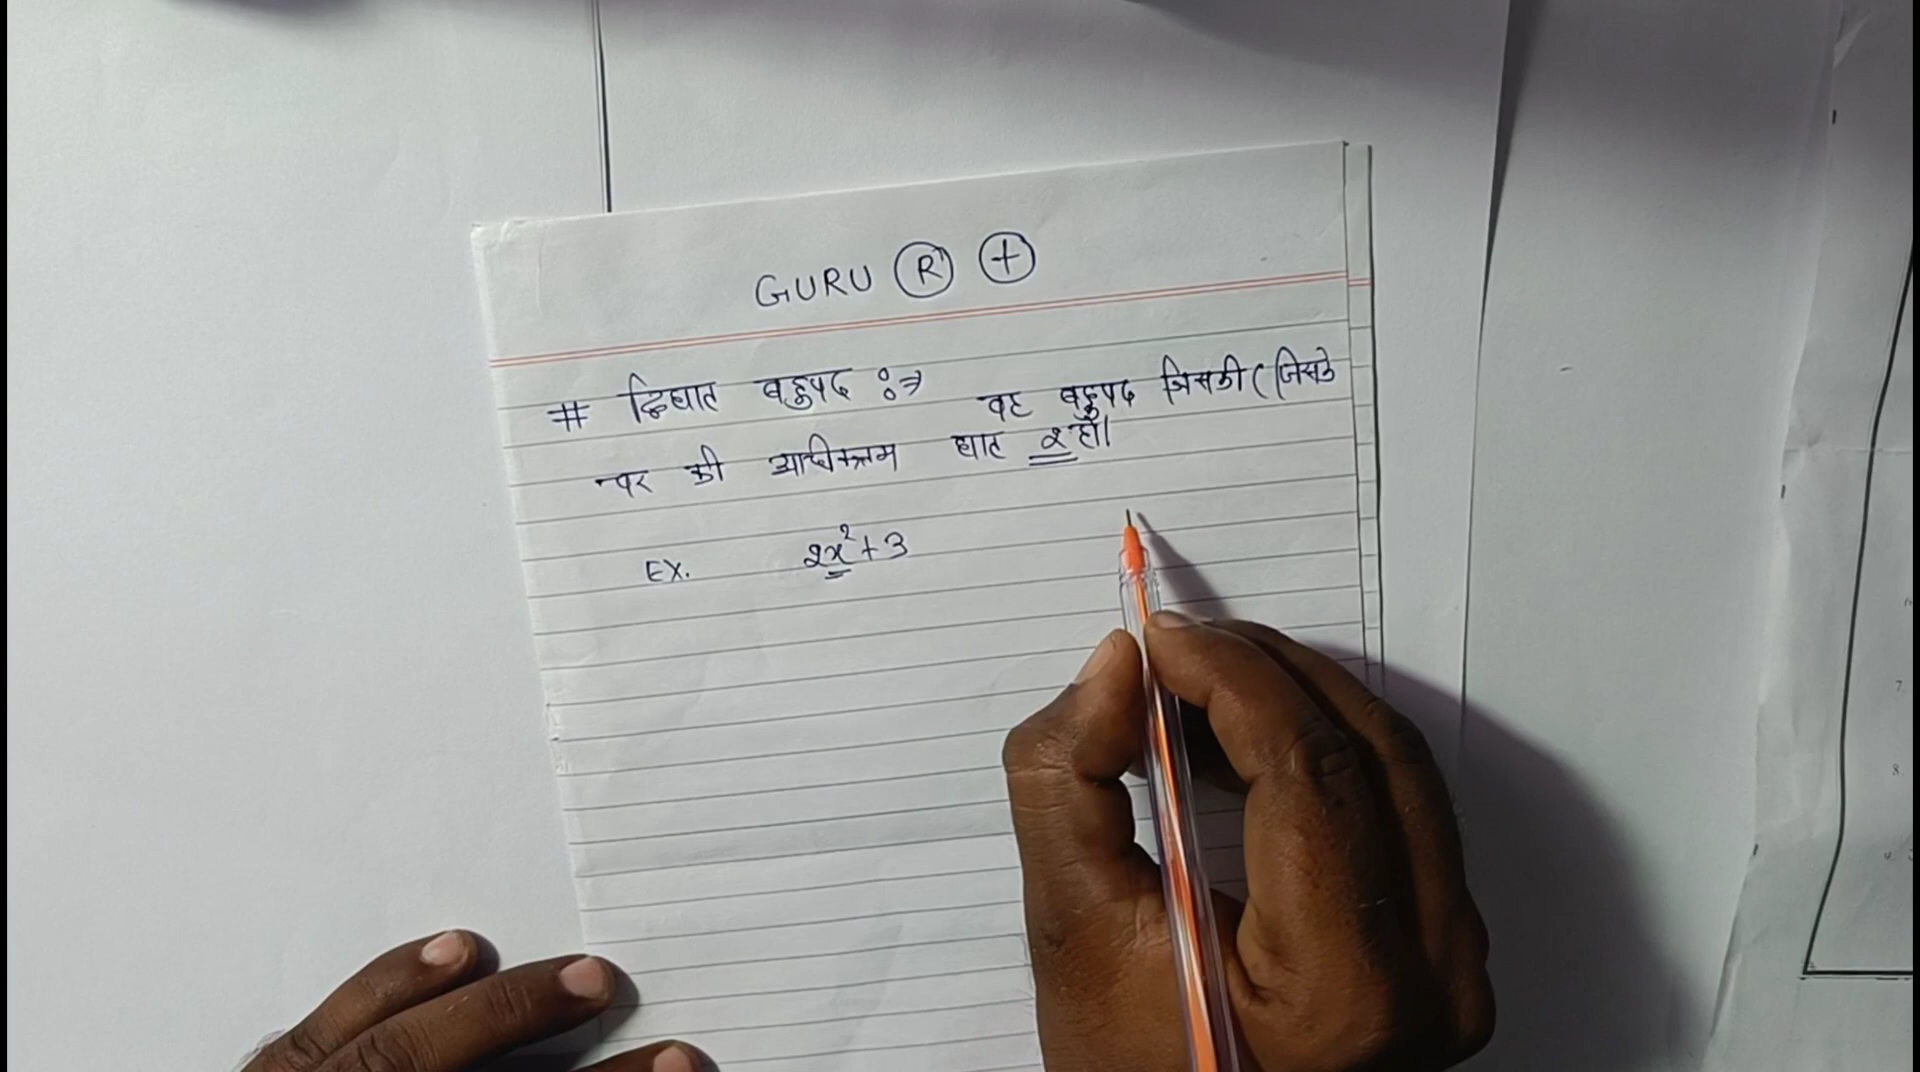 GURU R +
# द्विघात बहुपद :⇒ वह बहुपद जिसकी (जिसके
चर की अधिकतम घात 2 हो।
EX. 2x²+3